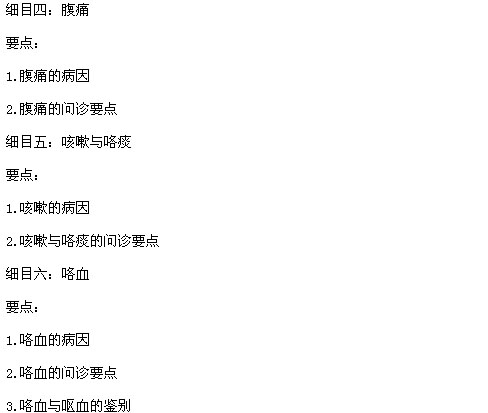 细目四：腹痛
要点：
1.腹痛的病因
2.腹痛的问诊要点
细目五：咳嗽与咯痰
要点：
1.咳嗽的病因
2.咳嗽与咯痰的问诊要点
细目六：咯血
要点：
1.咯血的病因
2.咯血的问诊要点
3.咯血与呕血的鉴别